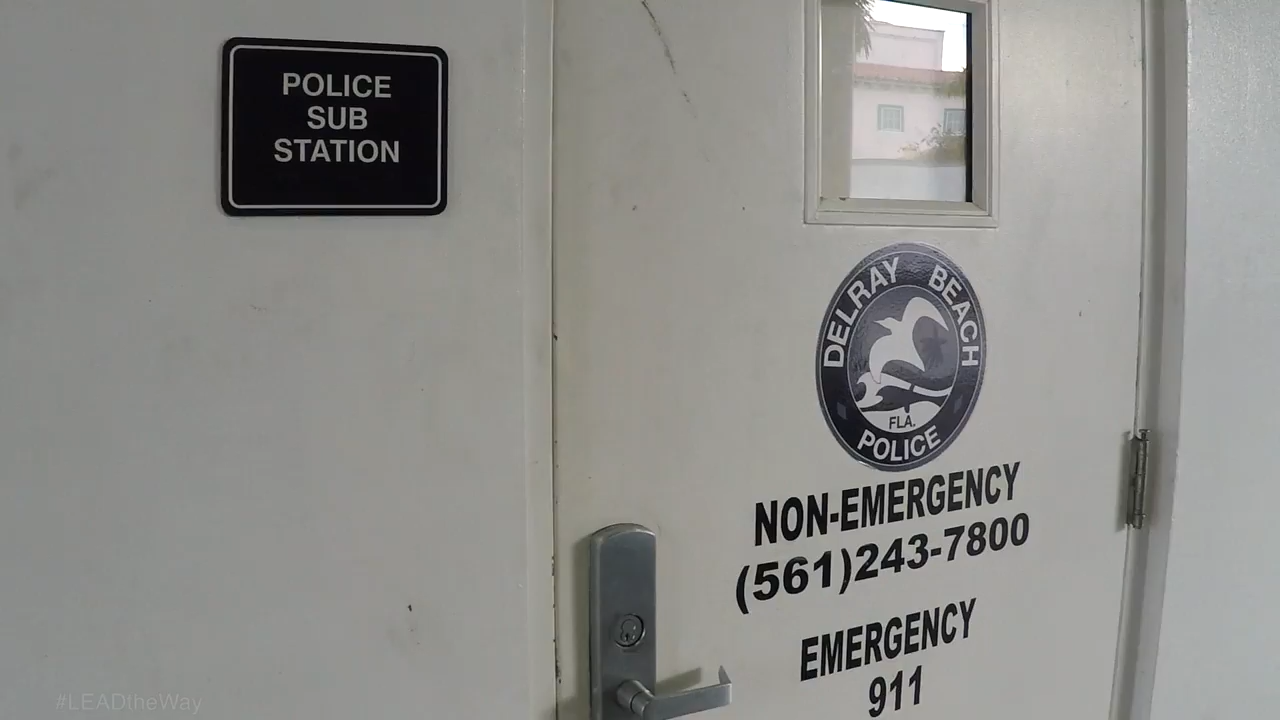 POLICE
SUB
STATION
DELRAY BEACH
FLA.
POLICE
NON-EMERGENCY
(561)243-7800
EMERGENCY
911
#LEADtheWay